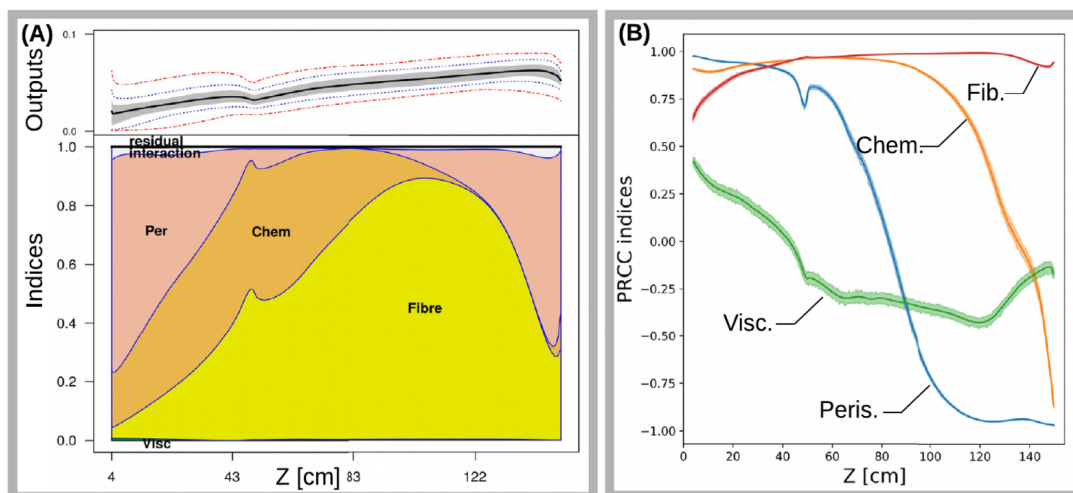 (A)
Outputs
0.1
0.0
Indices
1.0
0.8
0.6
0.4
0.2
0.0
residual
interaction
Per
Chem
Fibre
Visc
4
43
83
122
Z [cm]
(B)
PRCC indices
1.00
0.75
0.50
0.25
0.00
−0.25
−0.50
−0.75
−1.00
Fib.
Chem.
Visc.
Peris.
0
20
40
60
80
100
120
140
Z [cm]